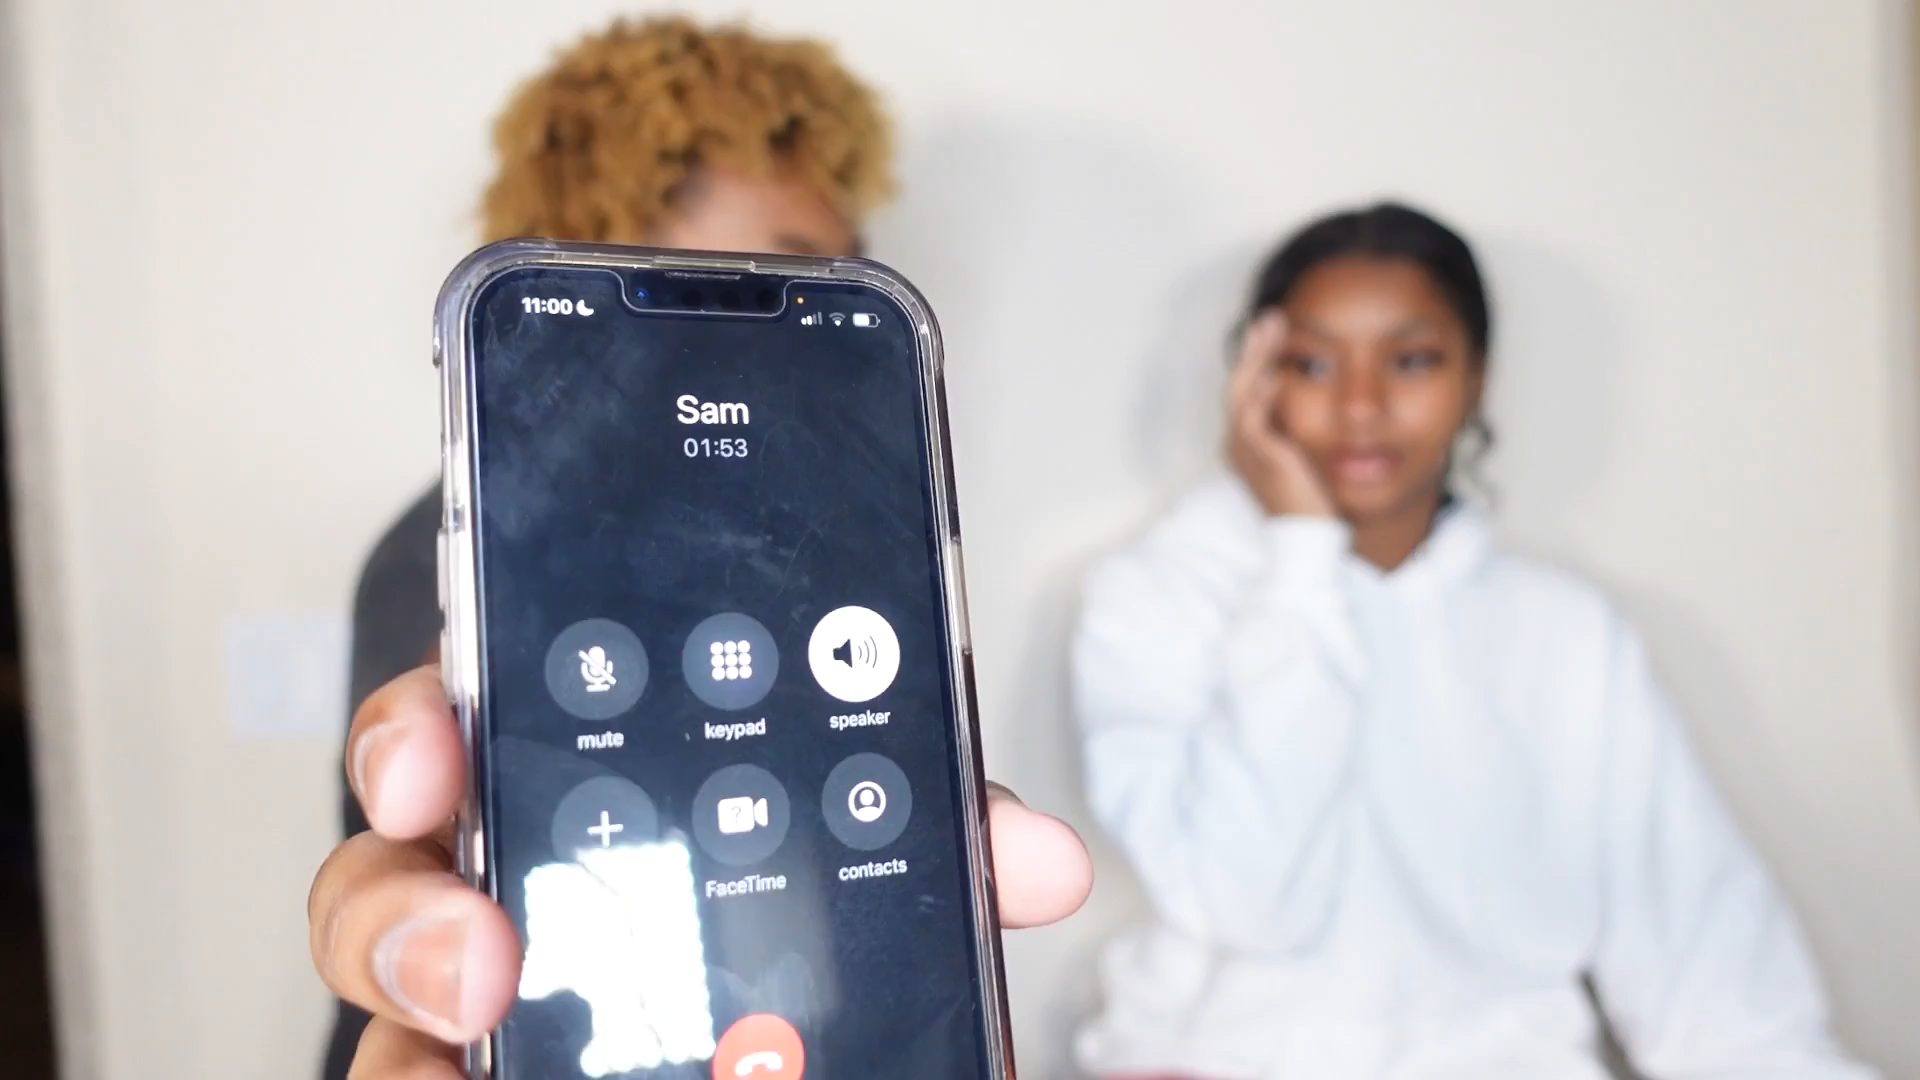 11:00
Sam
01:53
mute
keypad
speaker
FaceTime
contacts